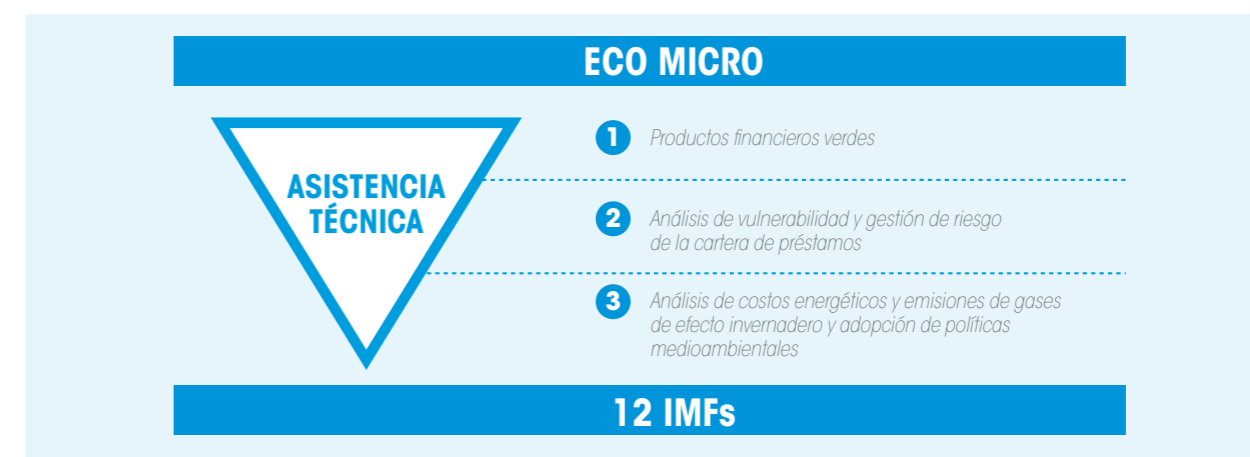 ECO MICRO
ASISTENCIA
TÉCNICA
1 Productos financieros verdes
2 Análisis de vulnerabilidad y gestión de riesgo
de la cartera de préstamos
3 Análisis de costos energéticos y emisiones de gases
de efecto invernadero y adopción de políticas
medioambientales
12 IMFs